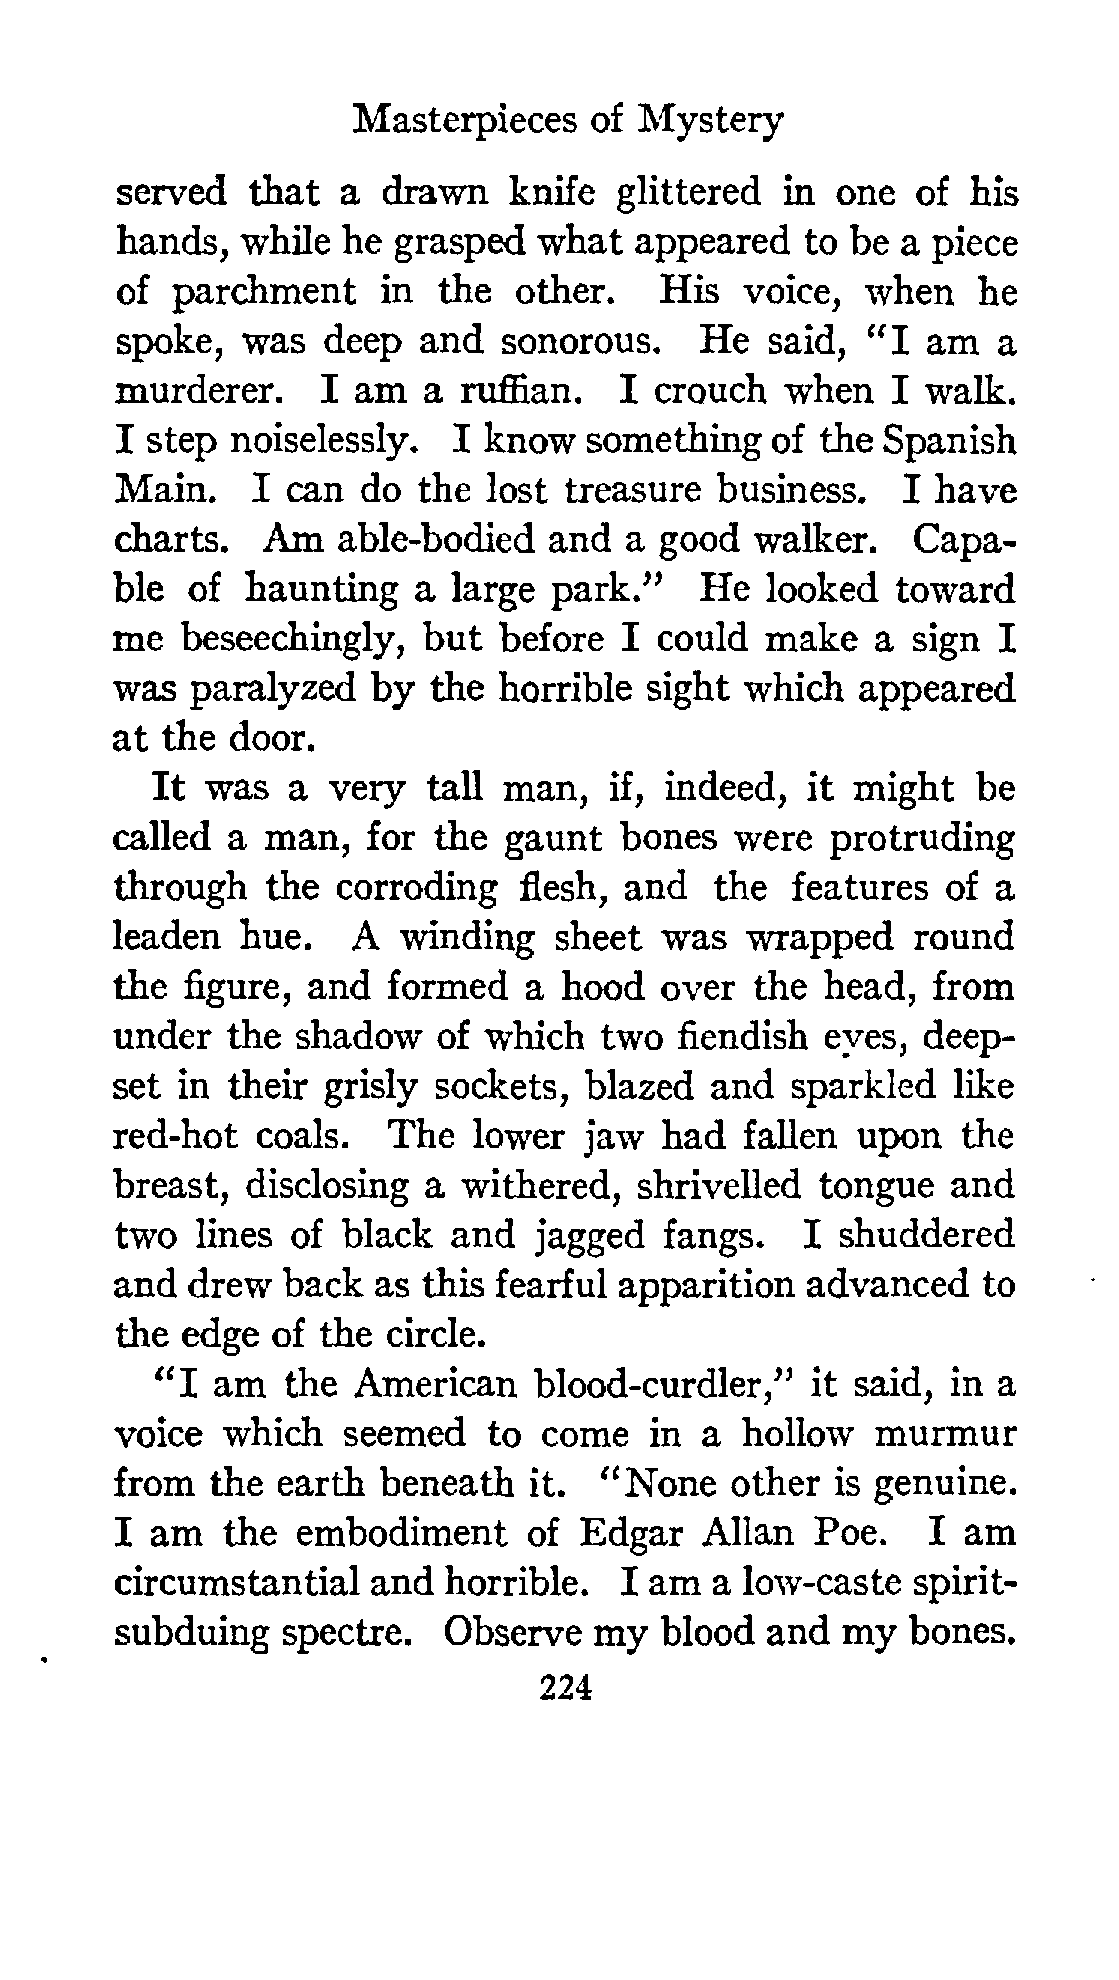 Masterpieces of Mystery
served that a drawn knife glittered in one of his
hands, while he grasped what appeared to be a piece
of parchment in the other. His voice, when he
spoke, was deep and sonorous. He said, "I am a
murderer. I am a ruffian. I crouch when I walk.
I step noiselessly. I know something of the Spanish
Main. I can do the lost treasure business. I have
charts. Am able-bodied and a good walker. Capa-
ble of haunting a large park." He looked toward
me beseechingly, but before I could make a sign I
was paralyzed by the horrible sight which appeared
at the door.
It was a very tall man, if, indeed, it might be
called a man, for the gaunt bones were protruding
through the corroding flesh, and the features of a
leaden hue. A winding sheet was wrapped round
the figure, and formed a hood over the head, from
under the shadow of which two fiendish eyes, deep-
set in their grisly sockets, blazed and sparkled like
red-hot coals. The lower jaw had fallen upon the
breast, disclosing a withered, shrivelled tongue and
two lines of black and jagged fangs. I shuddered
and drew back as this fearful apparition advanced to
the edge of the circle.
"I am the American blood-curdler," it said, in a
voice which seemed to come in a hollow murmur
from the earth beneath it. "None other is genuine.
I am the embodiment of Edgar Allan Poe. I am
circumstantial and horrible. I am a low-caste spirit-
subduing spectre. Observe my blood and my bones.
224